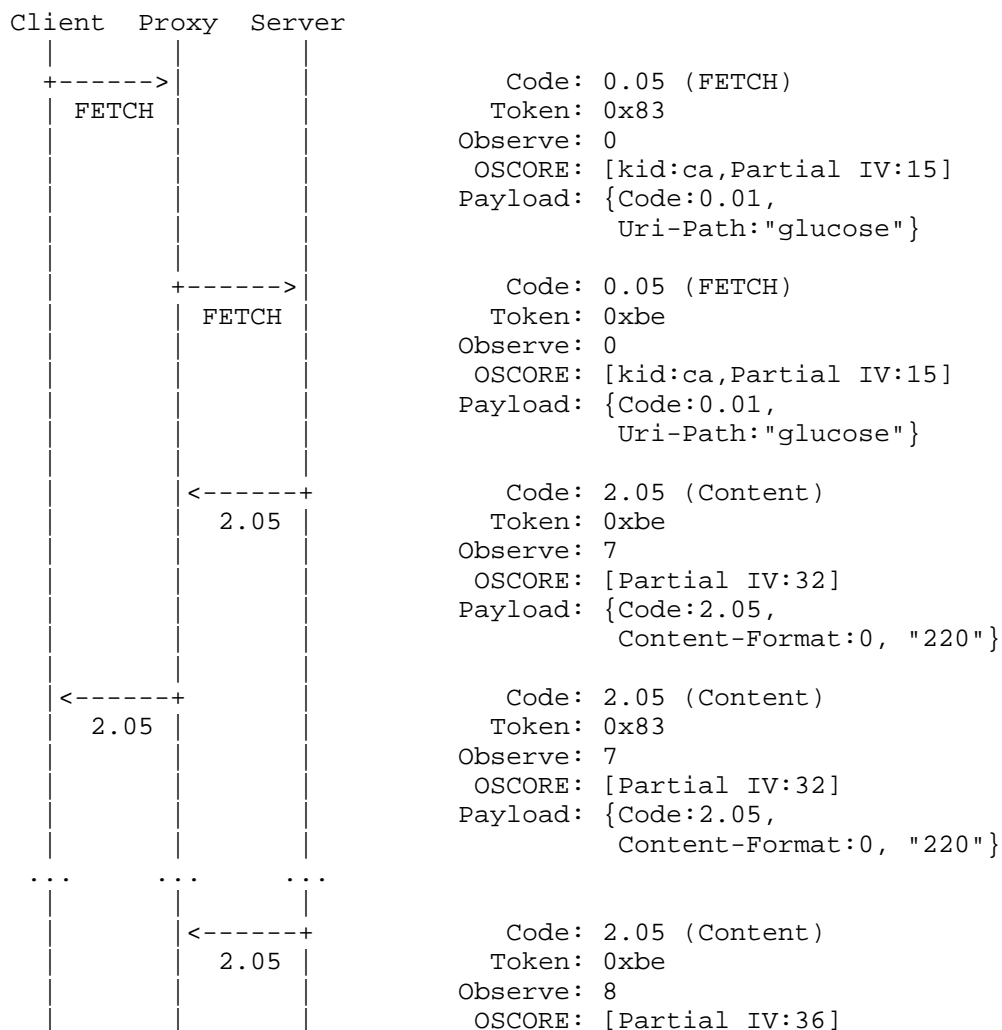 Client  Proxy  Server
  |       |       |
  +------>|       |            Code: 0.05 (FETCH)
  | FETCH |       |           Token: 0x83
  |       |       |         Observe: 0
  |       |       |          OSCORE: [kid:ca,Partial IV:15]
  |       |       |         Payload: {Code:0.01,
  |       |       |                   Uri-Path:"glucose"}
  |       |       |
  |       +------>|            Code: 0.05 (FETCH)
  |       | FETCH |           Token: 0xbe
  |       |       |         Observe: 0
  |       |       |          OSCORE: [kid:ca,Partial IV:15]
  |       |       |         Payload: {Code:0.01,
  |       |       |                   Uri-Path:"glucose"}
  |       |       |
  |       |<------+            Code: 2.05 (Content)
  |       |  2.05 |           Token: 0xbe
  |       |       |         Observe: 7
  |       |       |          OSCORE: [Partial IV:32]
  |       |       |         Payload: {Code:2.05,
  |       |       |                   Content-Format:0, "220"}
  |       |       |
  |<------+       |            Code: 2.05 (Content)
  |  2.05 |       |           Token: 0x83
  |       |       |         Observe: 7
  |       |       |          OSCORE: [Partial IV:32]
  |       |       |         Payload: {Code:2.05,
  |       |       |                   Content-Format:0, "220"}
 ...     ...     ...
  |       |       |
  |       |<------+            Code: 2.05 (Content)
  |       |  2.05 |           Token: 0xbe
  |       |       |         Observe: 8
  |       |       |          OSCORE: [Partial IV:36]